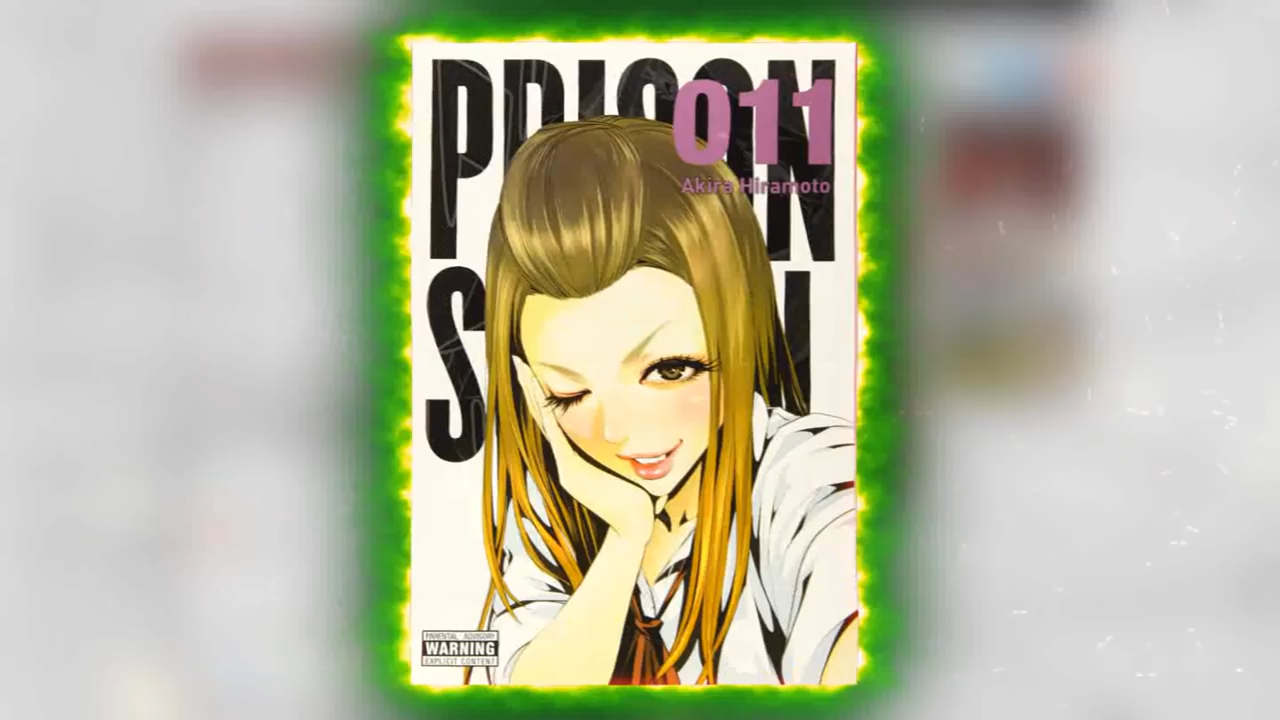 PRISON
011
Akira Hiramoto
PARENTAL ADVISORY
WARNING
EXPLICIT CONTENT